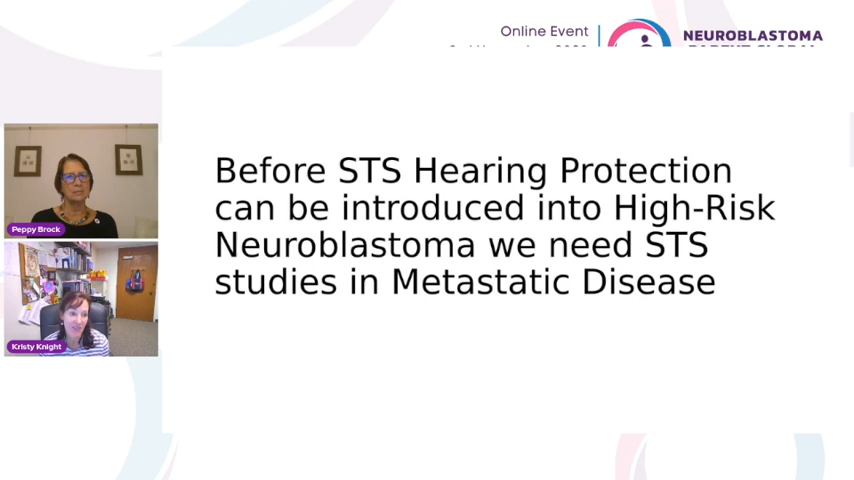 Online Event
NEUROBLASTOMA
Before STS Hearing Protection
can be introduced into High-Risk
Neuroblastoma we need STS
studies in Metastatic Disease
Peppy Brock
Kristy Knight